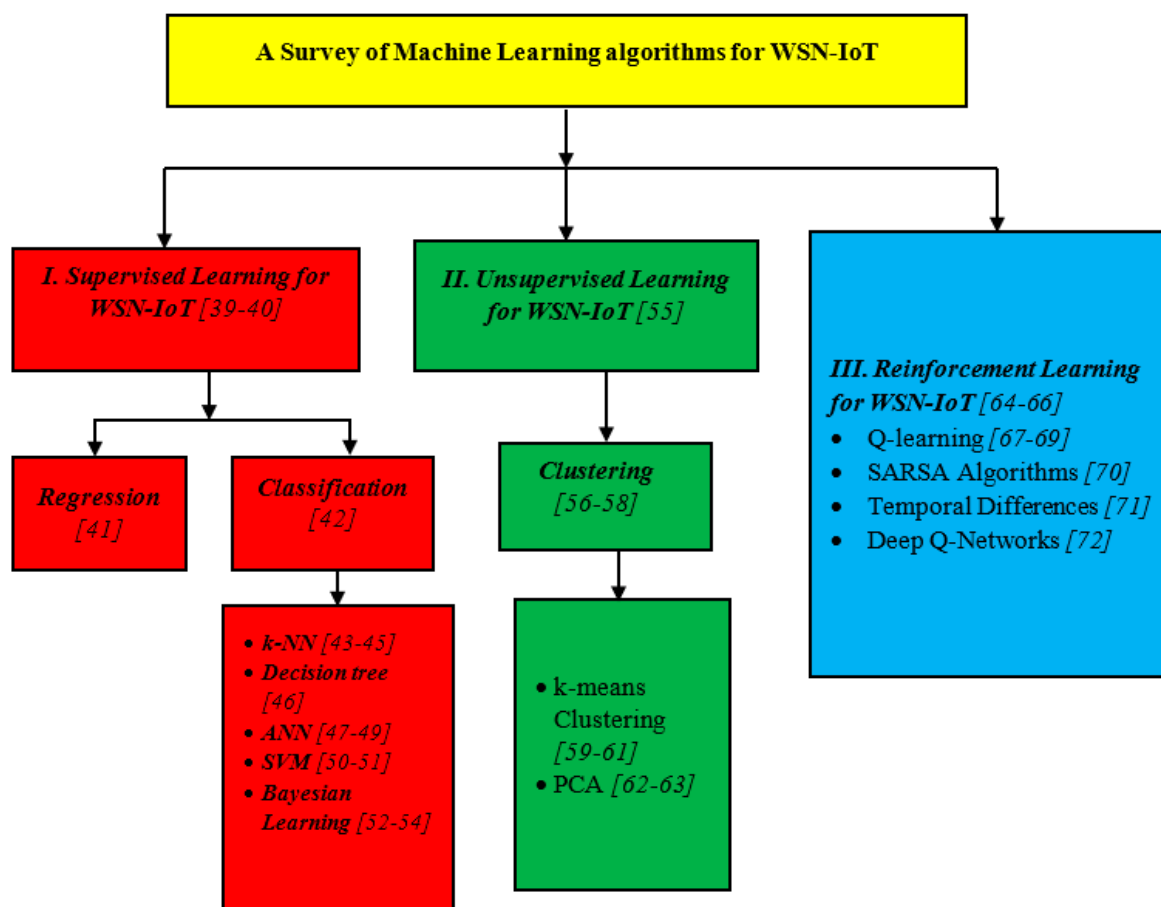 A Survey of Machine Learning algorithms for WSN-IoT
I. Supervised Learning for
WSN-IoT [39-40]
II. Unsupervised Learning
for WSN-IoT [55]
III. Reinforcement Learning
for WSN-IoT [64-66]
• Q-learning [67-69]
• SARSA Algorithms [70]
• Temporal Differences [71]
• Deep Q-Networks [72]
Regression
[41]
Classification
[42]
Clustering
[56-58]
• k-NN [43-45]
• Decision tree
[46]
• ANN [47-49]
• SVM [50-51]
• Bayesian
Learning [52-54]
• k-means
Clustering
[59-61]
• PCA [62-63]